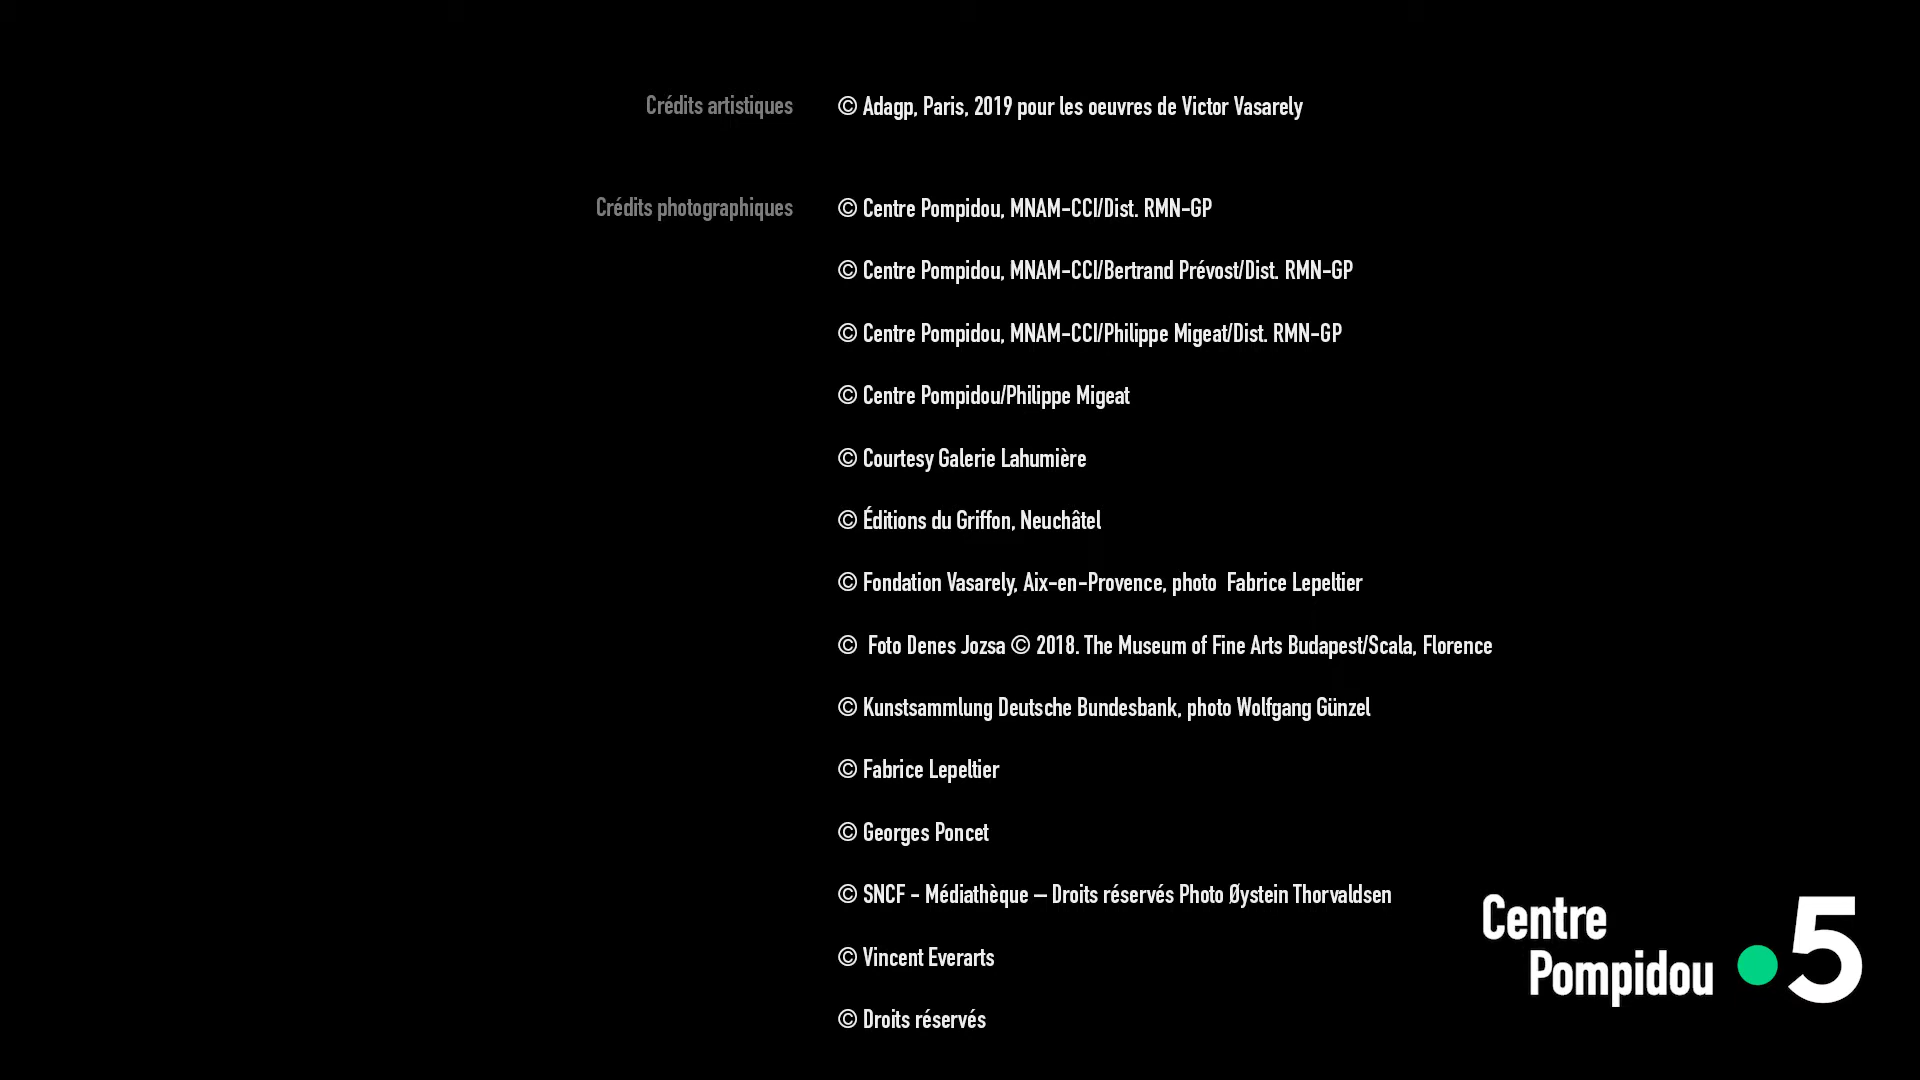 Crédits artistiques © Adagp, Paris, 2019 pour les oeuvres de Victor Vasarely
Crédits photographiques © Centre Pompidou, MNAM-CCI/Dist. RMN-GP
© Centre Pompidou, MNAM-CCI/Bertrand Prévost/Dist. RMN-GP
© Centre Pompidou, MNAM-CCI/Philippe Migeat/Dist. RMN-GP
© Centre Pompidou/Philippe Migeat
© Courtesy Galerie Lahumière
© Éditions du Griffon, Neuchâtel
© Fondation Vasarely, Aix-en-Provence, photo  Fabrice Lepeltier
©  Foto Denes Jozsa © 2018. The Museum of Fine Arts Budapest/Scala, Florence
© Kunstsammlung Deutsche Bundesbank, photo Wolfgang Günzel
© Fabrice Lepeltier
© Georges Poncet
© SNCF - Médiathèque – Droits réservés Photo Øystein Thorvaldsen
© Vincent Everarts
© Droits réservés
Centre
Pompidou
5